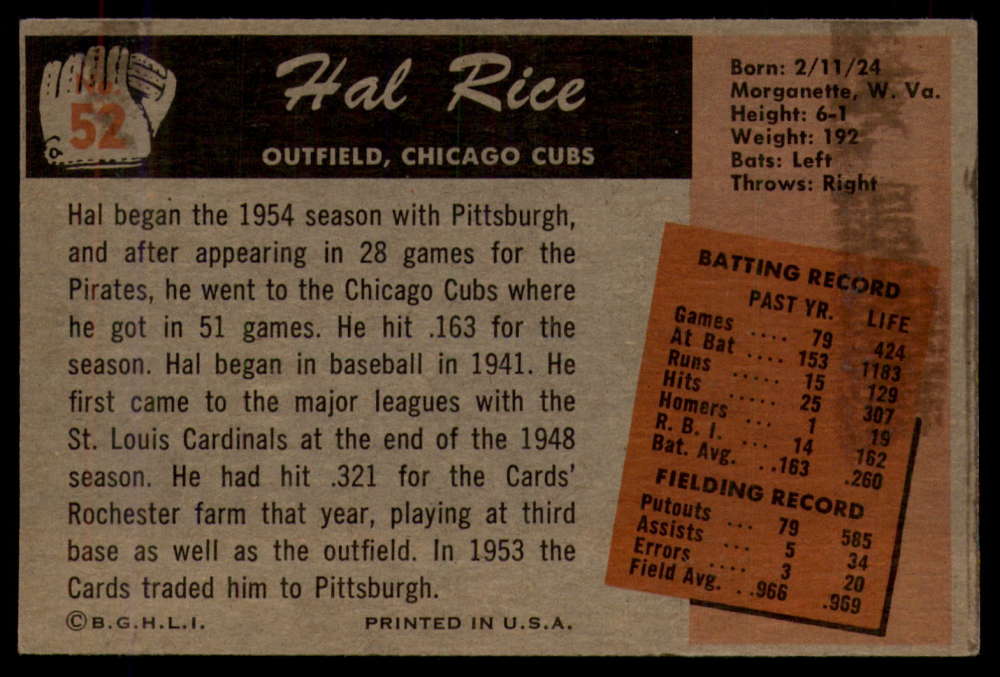 No.
52
Hal Rice
OUTFIELD, CHICAGO CUBS
Born: 2/11/24
Morganette, W. Va.
Height: 6-1
Weight: 192
Bats: Left
Throws: Right
Hal began the 1954 season with Pittsburgh,
and after appearing in 28 games for the
Pirates, he went to the Chicago Cubs where
he got in 51 games. He hit .163 for the
season. Hal began in baseball in 1941. He
first came to the major leagues with the
St. Louis Cardinals at the end of the 1948
season. He had hit .321 for the Cards'
Rochester farm that year, playing at third
base as well as the outfield. In 1953 the
Cards traded him to Pittsburgh.
©B.G.H.L.I. PRINTED IN U.S.A.
BATTING RECORD
PAST YR. LIFE
Games .... 79 424
At Bat .... 153 1183
Runs ..... 15 129
Hits ..... 25 307
Homers ... 1 19
R. B. I. ... 14 162
Bat. Avg. ..163 .260
FIELDING RECORD
Putouts ... 79 585
Assists ... 5 34
Errors .... 3 20
Field Avg. ..966 .969